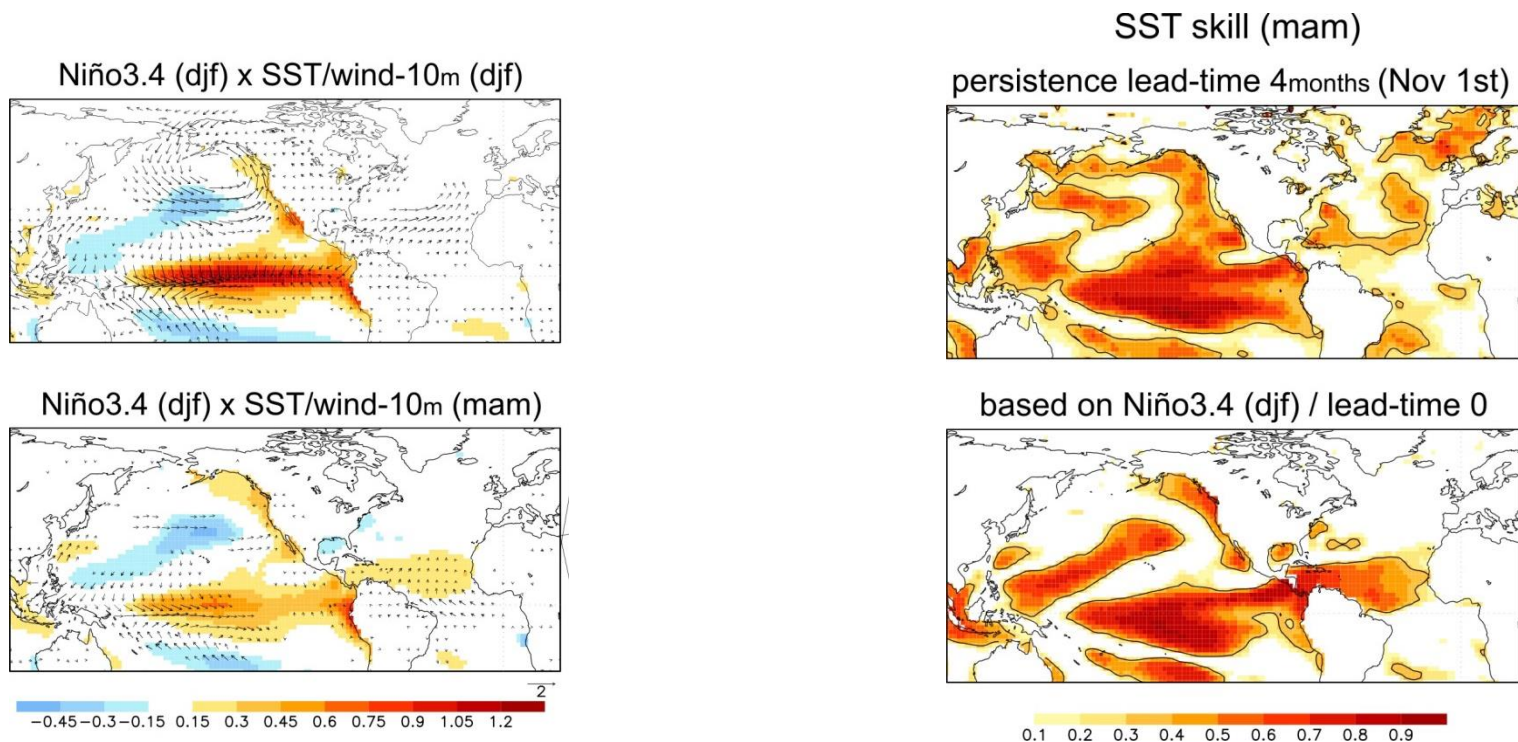 Niño3.4 (djf) x SST/wind-10m (djf)
Niño3.4 (djf) x SST/wind-10m (mam)
2
−0.45 −0.3 −0.15 0.15 0.3 0.45 0.6 0.75 0.9 1.05 1.2
SST skill (mam)
persistence lead-time 4months (Nov 1st)
based on Niño3.4 (djf) / lead-time 0
0.1 0.2 0.3 0.4 0.5 0.6 0.7 0.8 0.9